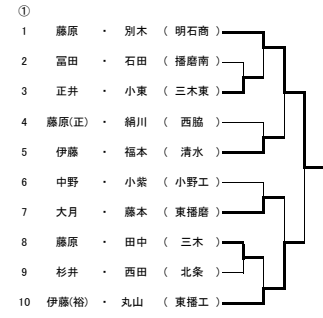 ①
1 藤原 ・ 別木 ( 明石商 )
2 冨田 ・ 石田 ( 播磨南 )
3 正井 ・ 小東 ( 三木東 )
4 藤原(正) ・ 絹川 ( 西脇 )
5 伊藤 ・ 福本 ( 清水 )
6 中野 ・ 小紫 ( 小野工 )
7 大月 ・ 藤本 ( 東播磨 )
8 藤原 ・ 田中 ( 三木 )
9 杉井 ・ 西田 ( 北条 )
10 伊藤(裕) ・ 丸山 ( 東播工 )